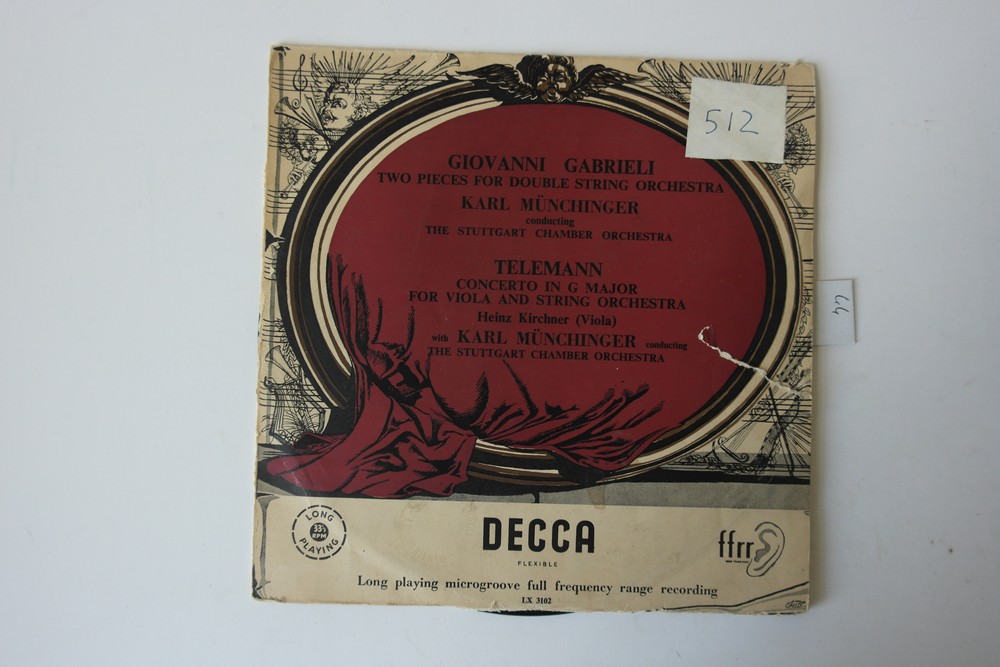 512
GIOVANNI GABRIELI
TWO PIECES FOR DOUBLE STRING ORCHESTRA
KARL MÜNCHINGER
conducting
THE STUTTGART CHAMBER ORCHESTRA
TELEMANN
CONCERTO IN G MAJOR
FOR VIOLA AND STRING ORCHESTRA
Heinz Kirchner (Viola)
with KARL MÜNCHINGER conducting
THE STUTTGART CHAMBER ORCHESTRA
LONG
33⅓
RPM
PLAYING
DECCA
FLEXIBLE
ffrr
Long playing microgroove full frequency range recording
LX 3102